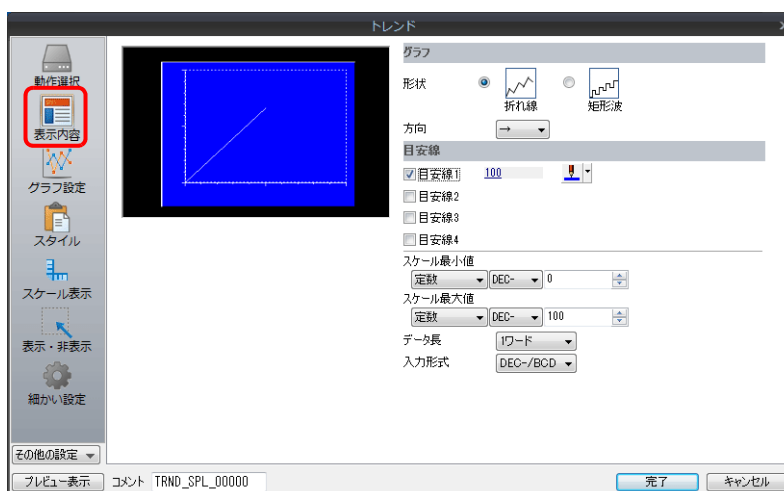 トレンド
動作選択
表示内容
グラフ設定
スタイル
スケール表示
表示・非表示
細かい設定
その他の設定
グラフ
形状
折れ線
矩形波
方向
→
目安線
目安線1 100
目安線2
目安線3
目安線4
スケール最小値
定数 DEC- 0
スケール最大値
定数 DEC- 100
データ長 1ワード
入力形式 DEC-/BCD
プレビュー表示 コメント TRND_SPL_00000 完了 キャンセル